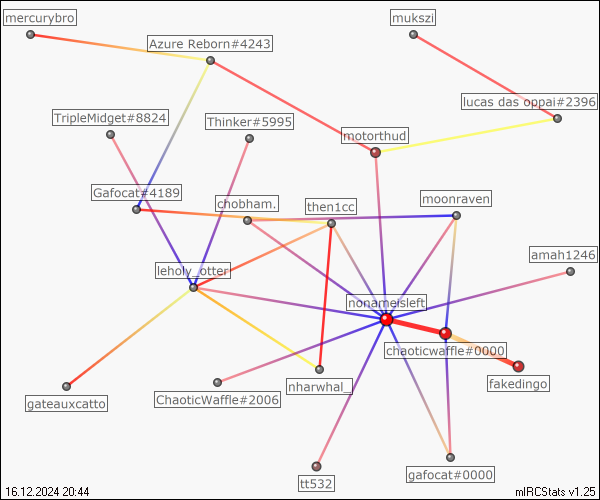 mercurybro
mukszi
Azure Reborn#4243
lucas das oppai#2396
TripleMidget#8824
Thinker#5995
motorthud
Gafocat#4189
chobham.
then1cc
moonraven
amah1246
leholy_otter
nonameisleft
chaoticwaffle#0000
fakedingo
nharwhal_
ChaoticWaffle#2006
gateauxcatto
gafocat#0000
tt532
16.12.2024 20:44
mIRCStats v1.25